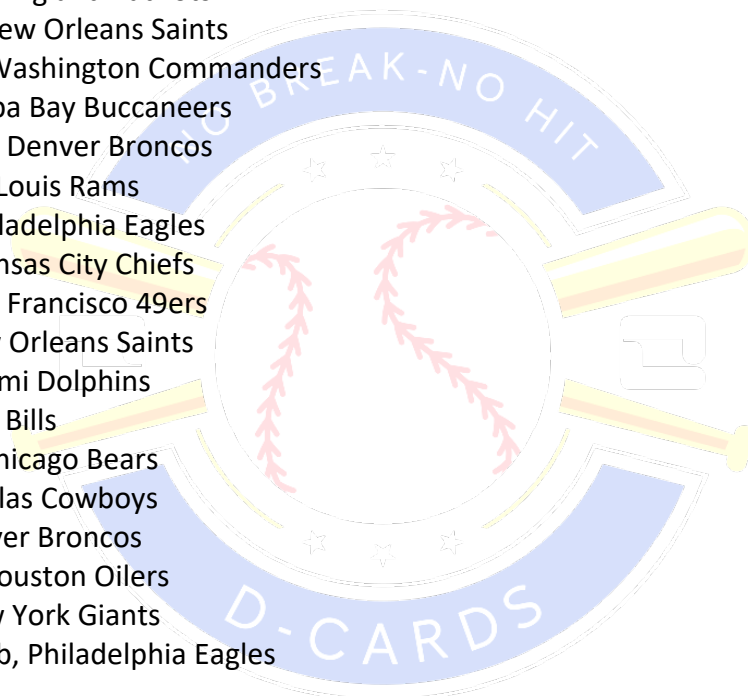 ew Orleans Saints
Washington Commanders
pa Bay Buccaneers
Denver Broncos
Louis Rams
ladelphia Eagles
nsas City Chiefs
Francisco 49ers
Orleans Saints
mi Dolphins
Bills
hicago Bears
las Cowboys
ver Broncos
ouston Oilers
York Giants
b, Philadelphia Eagles
NO BREAK-NO HIT
D-CARDS